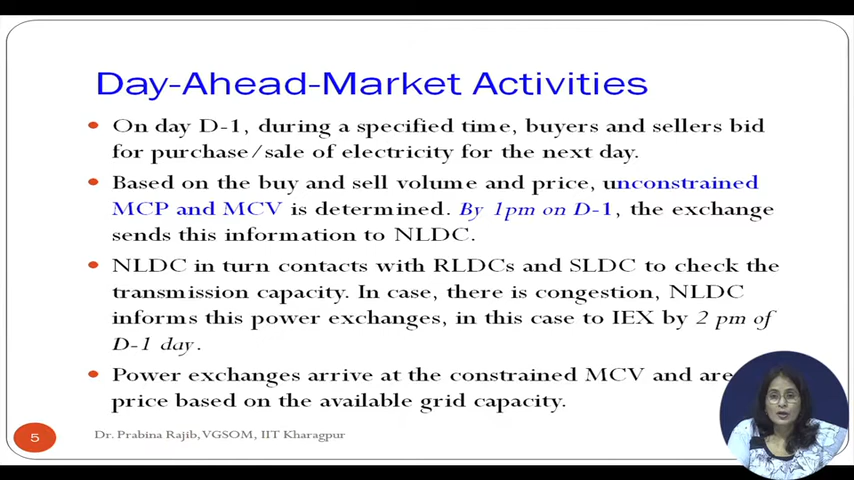 Day-Ahead-Market Activities
• On day D-1, during a specified time, buyers and sellers bid
for purchase/sale of electricity for the next day.
• Based on the buy and sell volume and price, unconstrained
MCP and MCV is determined. By 1pm on D-1, the exchange
sends this information to NLDC.
• NLDC in turn contacts with RLDCs and SLDC to check the
transmission capacity. In case, there is congestion, NLDC
informs this power exchanges, in this case to IEX by 2 pm of
D-1 day.
• Power exchanges arrive at the constrained MCV and are
price based on the available grid capacity.
5
Dr. Prabina Rajib, VGSOM, IIT Kharagpur